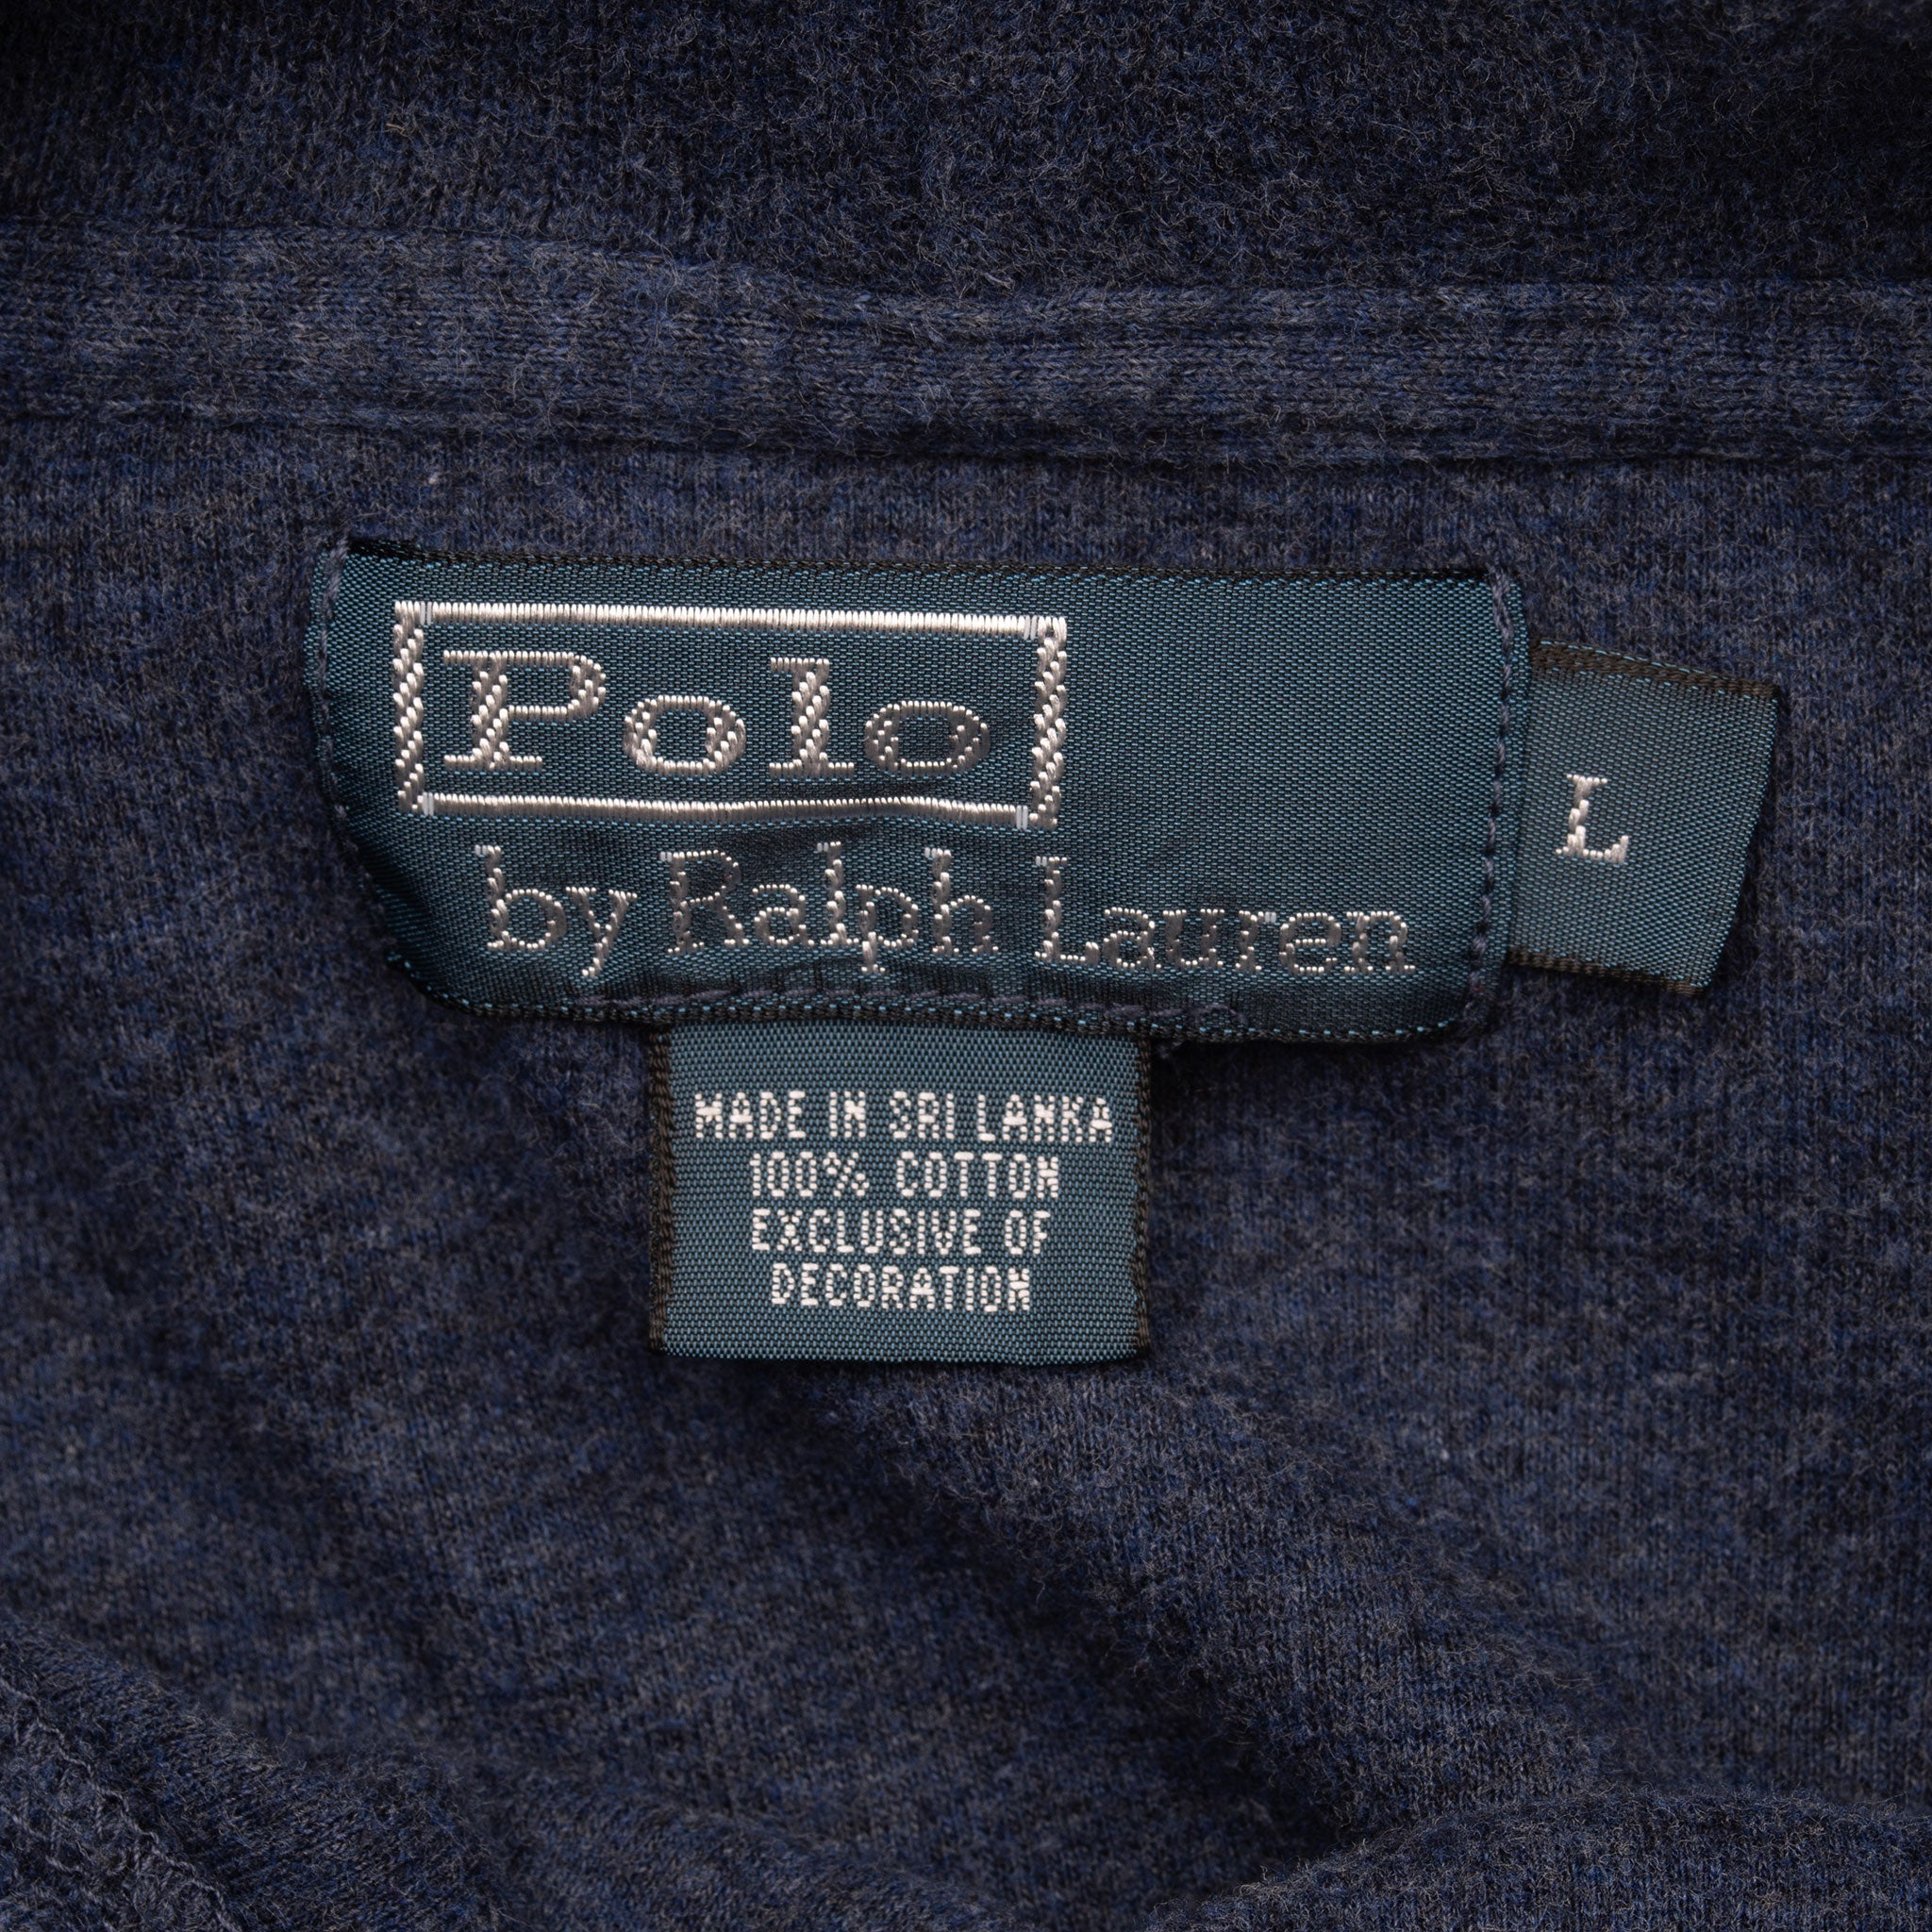 Polo
by Ralph Lauren
L
MADE IN SRI LANKA
100% COTTON
EXCLUSIVE OF
DECORATION